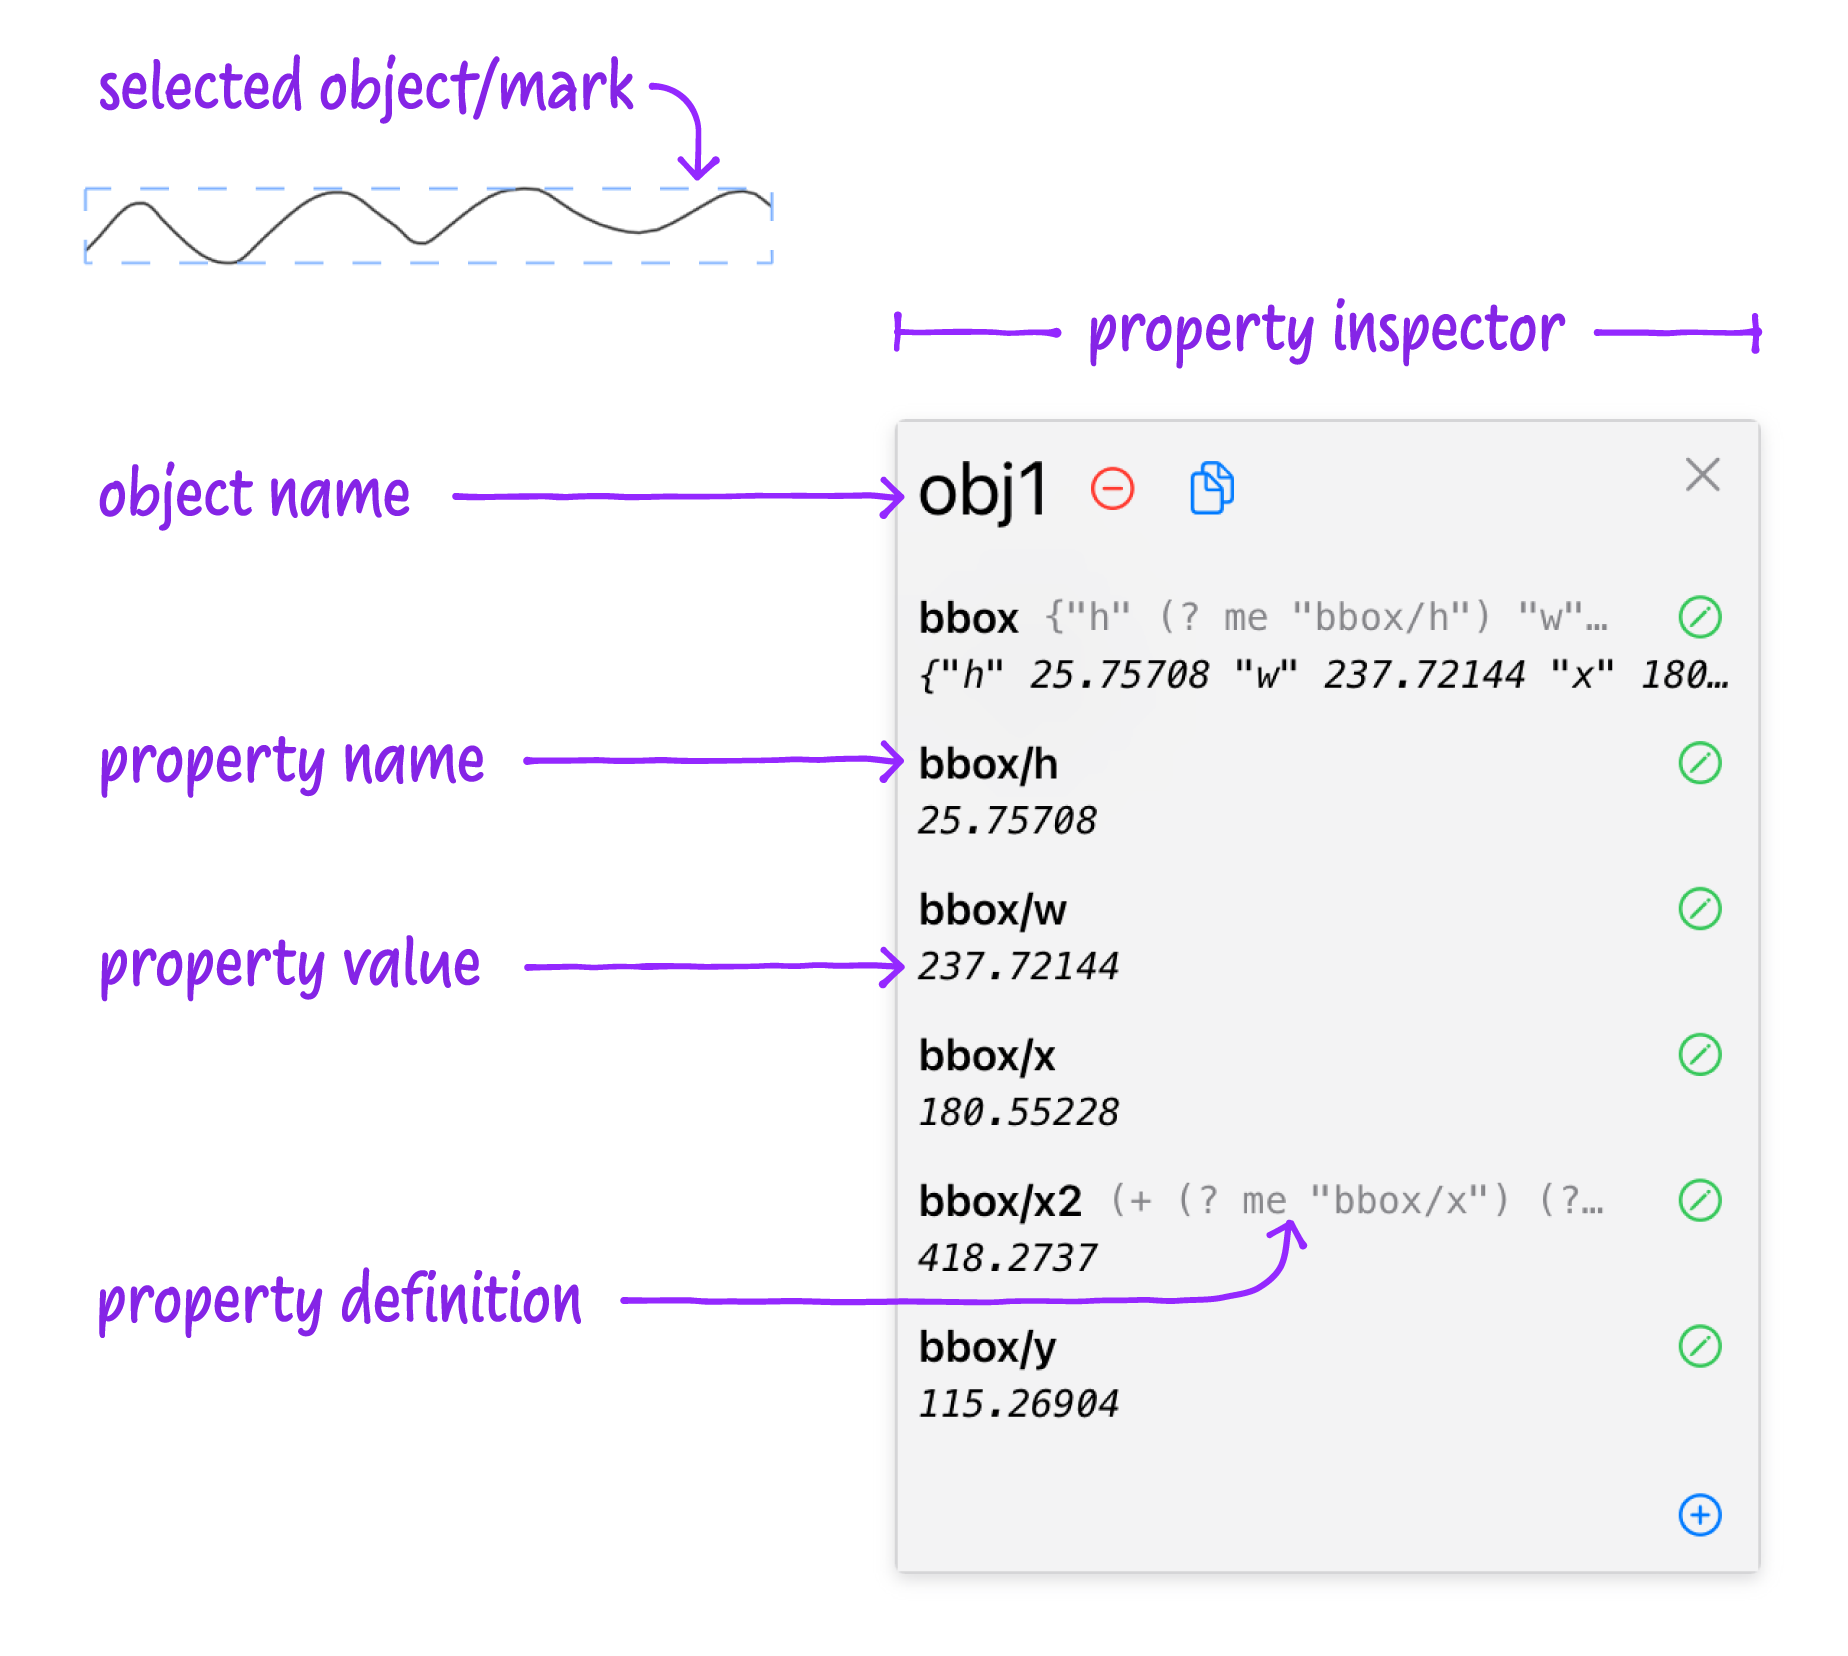 selected object/mark
property inspector
object name
obj1
bbox {"h" (? me "bbox/h") "w"…
{"h" 25.75708 "w" 237.72144 "x" 180…
property name
bbox/h
25.75708
bbox/w
property value
237.72144
bbox/x
180.55228
bbox/x2 (+ (? me "bbox/x") (?…
418.2737
property definition
bbox/y
115.26904